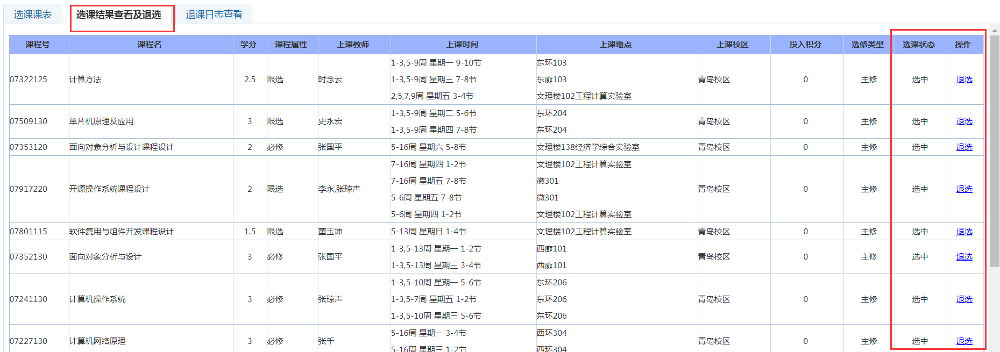 选课课表 选课结果查看及退选 退课日志查看
课程号 课程名 学分 课程属性 上课教师 上课时间 上课地点 上课校区 投入积分 选修类型 选课状态 操作
1-3,5-9周 星期一 9-10节 东环103
07322125 计算方法 2.5 限选 时念云 1-3,5-9周 星期三 7-8节 东廊103 青岛校区 0 主修 选中 退选
2,5,7,9周 星期五 3-4节 文理楼102工程计算实验室
1-3,5-9周 星期二 5-6节 东环204
07509130 单片机原理及应用 3 限选 史永宏 青岛校区 0 主修 选中 退选
1-3,5-9周 星期四 7-8节 东环204
07353120 面向对象分析与设计课程设计 2 必修 张国平 5-16周 星期六 5-8节 文理楼138经济学综合实验室 青岛校区 0 主修 选中 退选
7-16周 星期四 1-2节 文理楼102工程计算实验室
7-16周 星期五 7-8节 微301
07917220 开源操作系统课程设计 2 限选 李永,张琼声 青岛校区 0 主修 选中 退选
5-6周 星期五 7-8节 微301
5-6周 星期四 1-2节 文理楼102工程计算实验室
07801115 软件复用与组件开发课程设计 1.5 限选 董玉坤 5-13周 星期日 1-4节 文理楼102工程计算实验室 青岛校区 0 主修 选中 退选
1-3,5-13周 星期一 1-2节 西廊101
07352130 面向对象分析与设计 3 必修 张国平 青岛校区 0 主修 选中 退选
1-3,5-13周 星期三 3-4节 西廊101
1-3,5-10周 星期一 5-6节 东环206
07241130 计算机操作系统 3 必修 张琼声 1-3,5-7周 星期五 1-2节 东环206 青岛校区 0 主修 选中 退选
1-3,5-10周 星期三 5-6节 东环206
5-16周 星期一 3-4节 西环304
07227130 计算机网络原理 3 必修 张千 青岛校区 0 主修 选中 退选
5-16周 星期三 1-2节 西环304